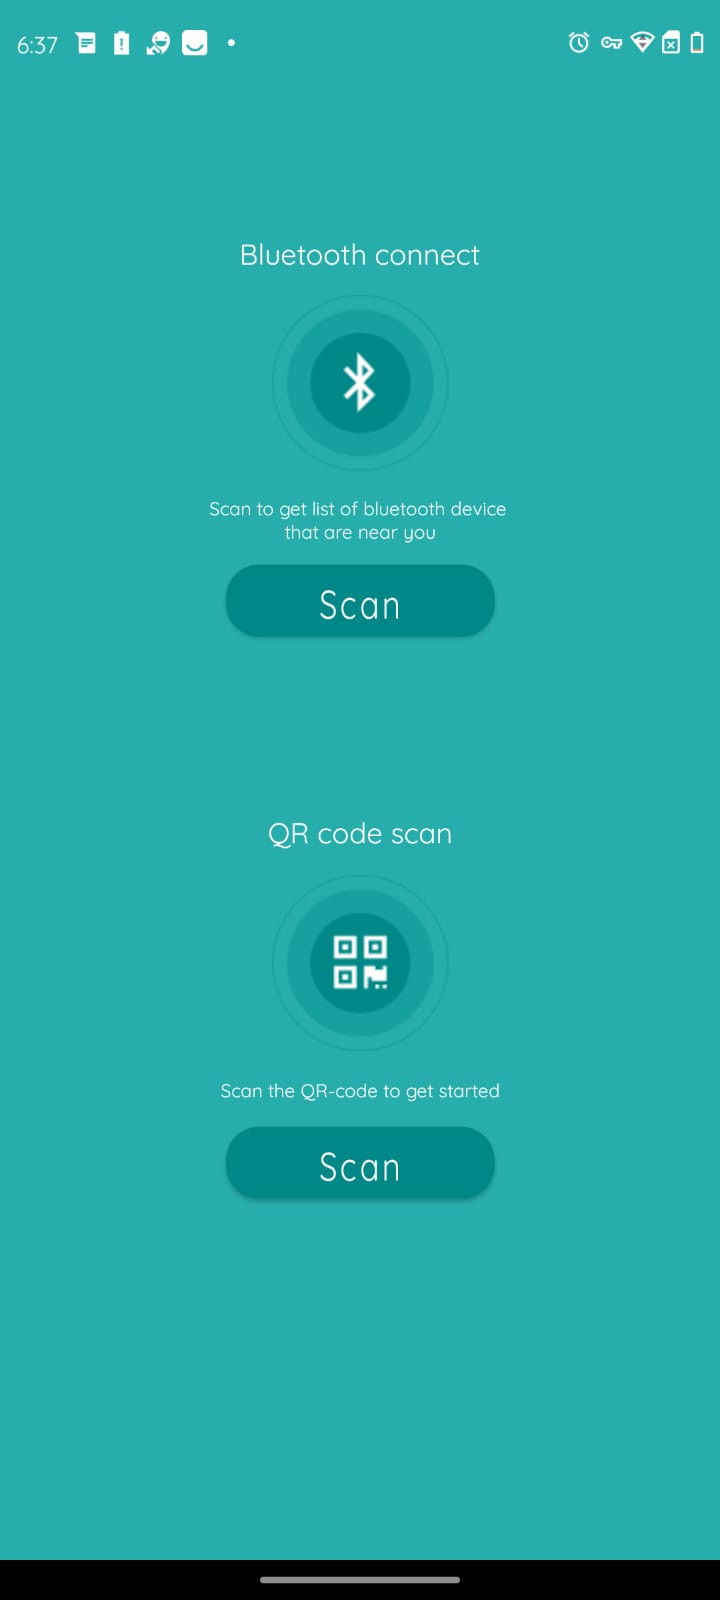 6:37
Bluetooth connect
Scan to get list of bluetooth device
that are near you
Scan
QR code scan
Scan the QR-code to get started
Scan